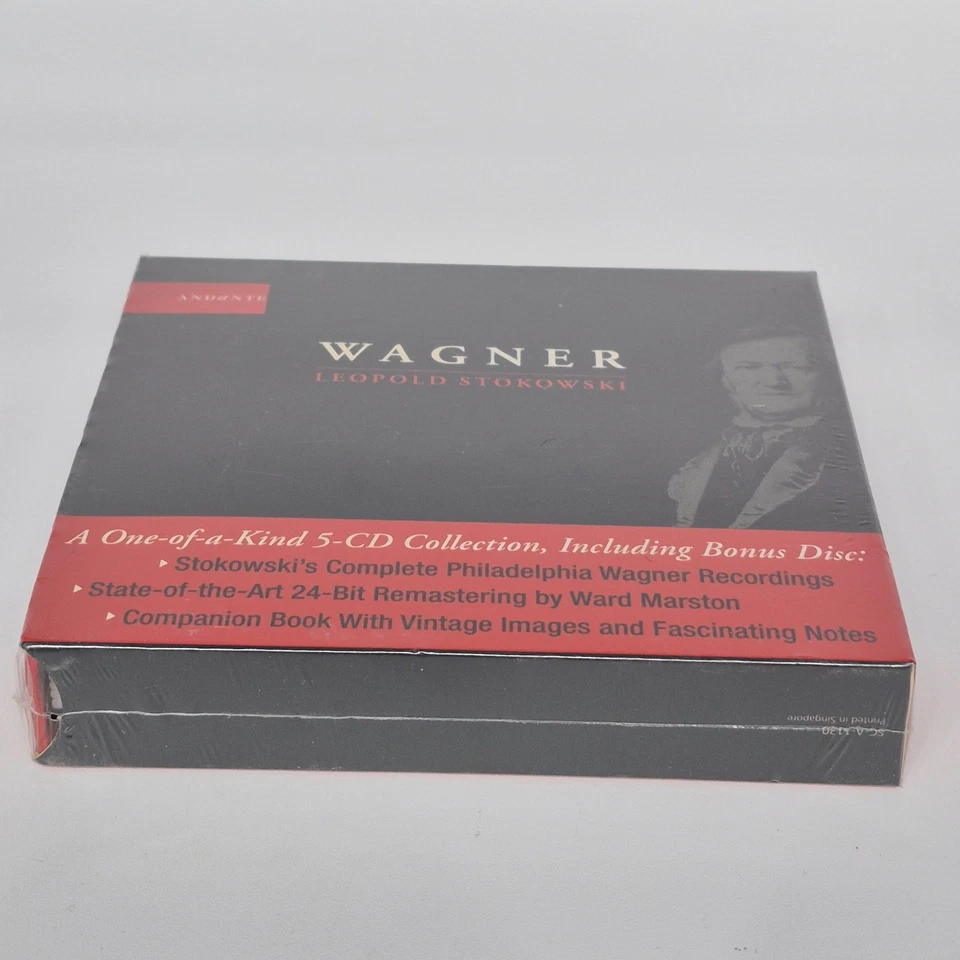 ANDaNTE
WAGNER
LEOPOLD STOKOWSKI
A One-of-a-Kind 5-CD Collection, Including Bonus Disc:
▸ Stokowski's Complete Philadelphia Wagner Recordings
▸ State-of-the-Art 24-Bit Remastering by Ward Marston
▸ Companion Book With Vintage Images and Fascinating Notes
Printed in Singapore